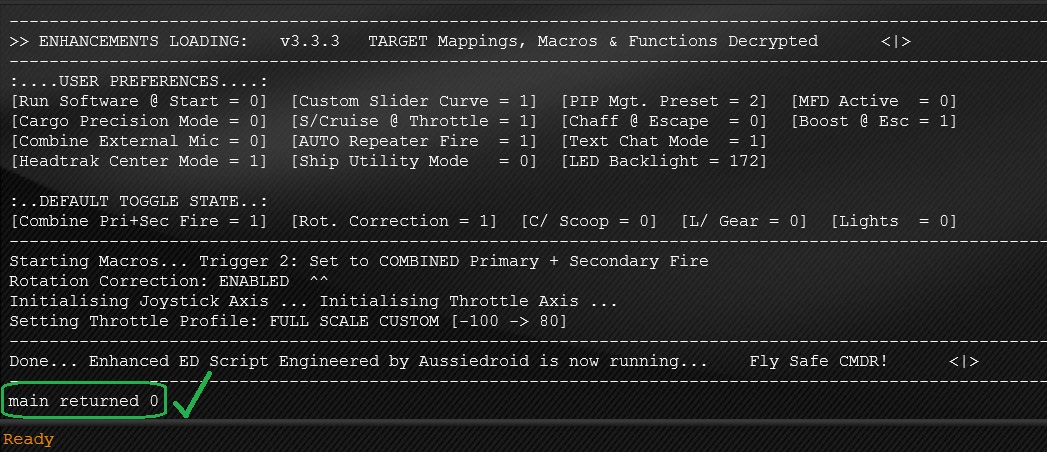 >> ENHANCEMENTS LOADING: v3.3.3 TARGET Mappings, Macros & Functions Decrypted <|>
:....USER PREFERENCES....:
[Run Software @ Start = 0] [Custom Slider Curve = 1] [PIP Mgt. Preset = 2] [MFD Active = 0]
[Cargo Precision Mode = 0] [S/Cruise @ Throttle = 1] [Chaff @ Escape = 0] [Boost @ Esc = 1]
[Combine External Mic = 0] [AUTO Repeater Fire = 1] [Text Chat Mode = 1]
[Headtrak Center Mode = 1] [Ship Utility Mode = 0] [LED Backlight = 172]
:..DEFAULT TOGGLE STATE..:
[Combine Pri+Sec Fire = 1] [Rot. Correction = 1] [C/ Scoop = 0] [L/ Gear = 0] [Lights = 0]
Starting Macros... Trigger 2: Set to COMBINED Primary + Secondary Fire
Rotation Correction: ENABLED ^^
Initialising Joystick Axis ... Initialising Throttle Axis ...
Setting Throttle Profile: FULL SCALE CUSTOM [-100 -> 80]
Done... Enhanced ED Script Engineered by Aussiedroid is now running... Fly Safe CMDR! <|>
main returned 0
Ready